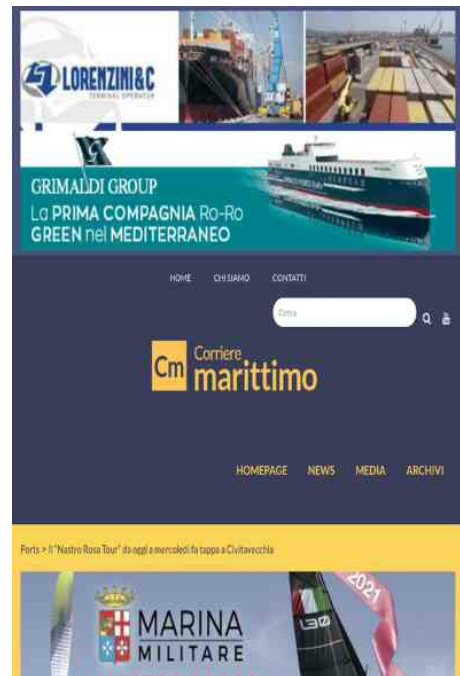 LORENZINI&C
TERMINAL OPERATOR
GRIMALDI GROUP
La PRIMA COMPAGNIA Ro-Ro
GREEN nel MEDITERRANEO
HOME CHI SIAMO CONTATTI
Cerca
Cm Corriere
marittimo
HOMEPAGE NEWS MEDIA ARCHIVI
Ports > Il "Nastro Rosa Tour" da oggi a mercoledì fa tappa a Civitavecchia
MARINA
MILITARE
L30
2021